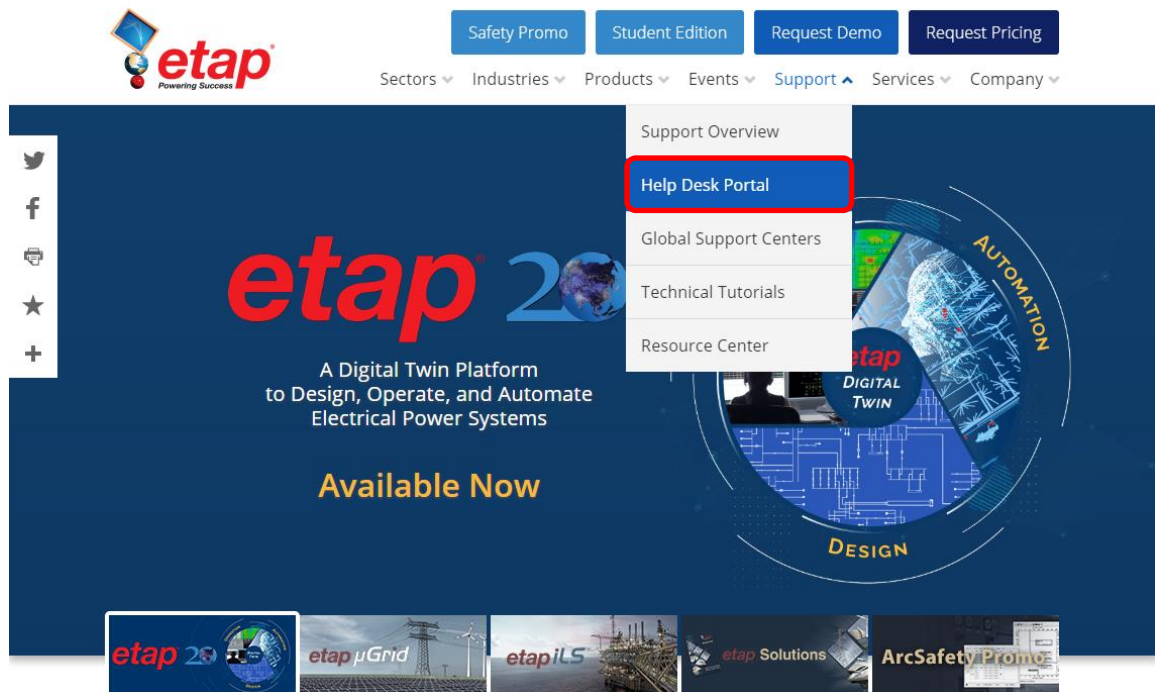 Safety Promo Student Edition Request Demo Request Pricing
etap®
Powering Success
Sectors Industries Products Events Support Services Company
Support Overview
Help Desk Portal
Global Support Centers
Technical Tutorials
Resource Center
etap® 20
A Digital Twin Platform
to Design, Operate, and Automate
Electrical Power Systems
Available Now
AUTOMATION
etap
DIGITAL
TWIN
DESIGN
etap 20
etap μGrid
etap iLS
etap Solutions
ArcSafety Promo